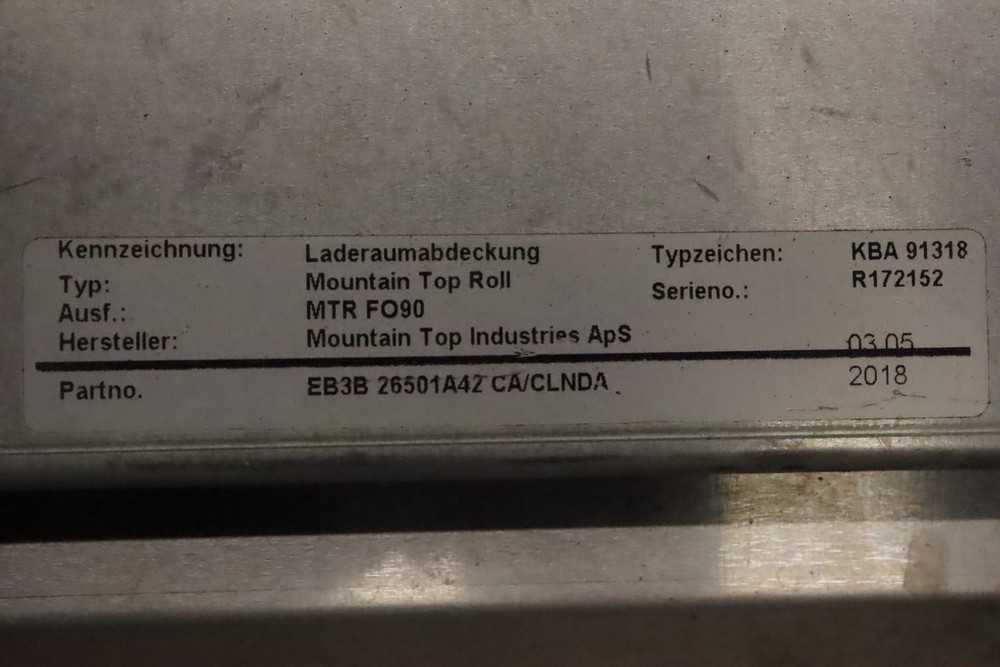 Kennzeichnung: Laderaumabdeckung Typzeichen: KBA 91318
Typ: Mountain Top Roll Serieno.: R172152
Ausf.: MTR FO90
Hersteller: Mountain Top Industries ApS 03.05
Partno. EB3B 26501A42 CA/CLNDA 2018